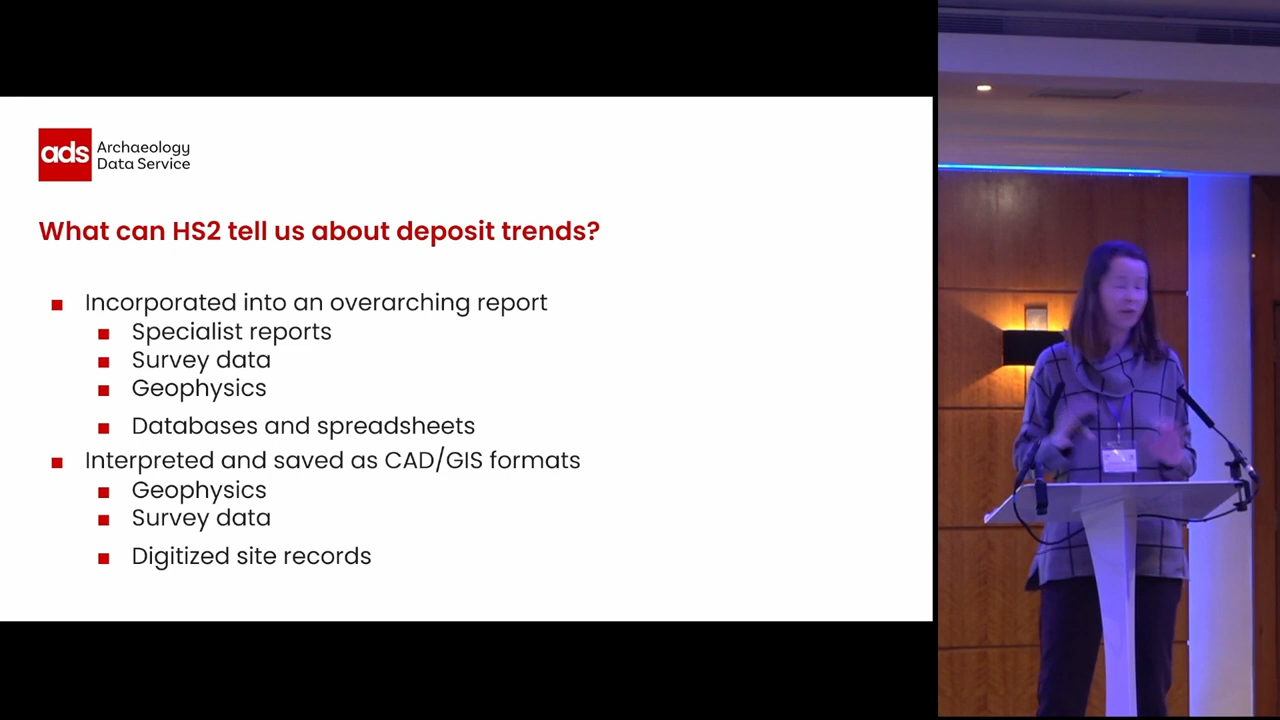 ads
Archaeology
Data Service
What can HS2 tell us about deposit trends?
Incorporated into an overarching report
Specialist reports
Survey data
Geophysics
Databases and spreadsheets
Interpreted and saved as CAD/GIS formats
Geophysics
Survey data
Digitized site records